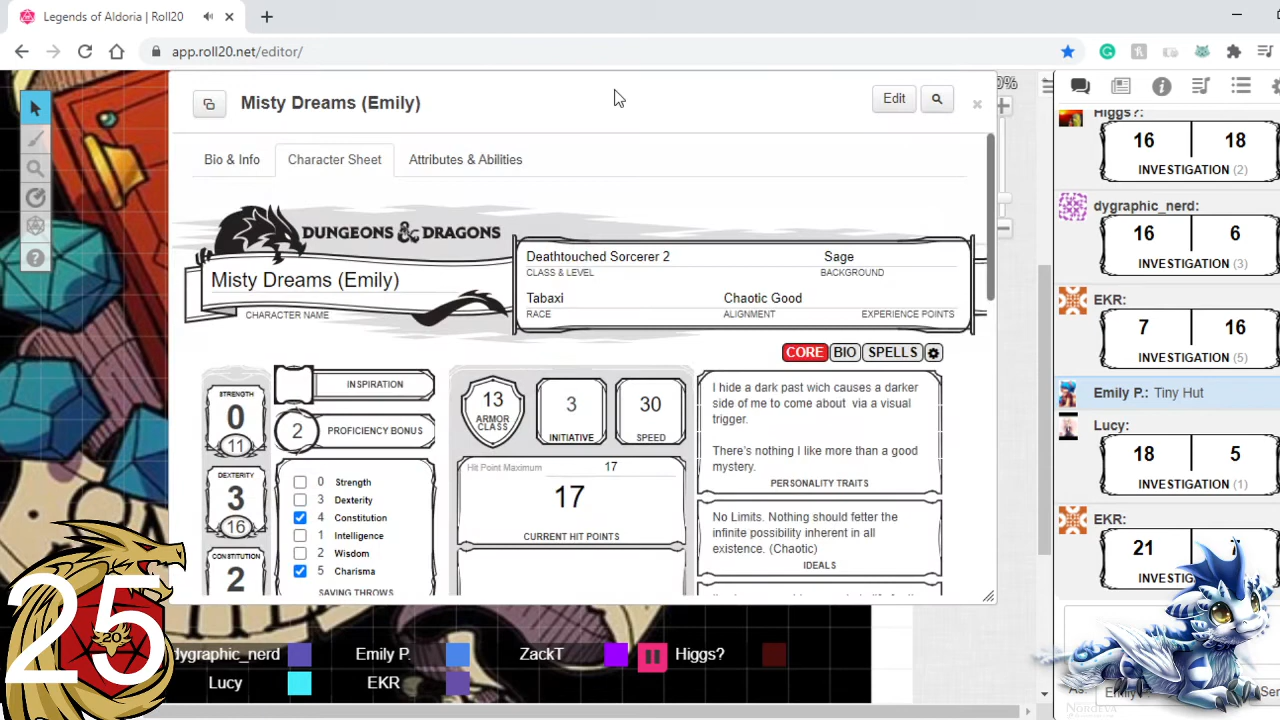 Legends of Aldoria | Roll20
app.roll20.net/editor/
Misty Dreams (Emily)
Edit
Bio & Info
Character Sheet
Attributes & Abilities
DUNGEONS & DRAGONS
Misty Dreams (Emily)
CHARACTER NAME
Deathtouched Sorcerer 2
Sage
CLASS & LEVEL
BACKGROUND
Tabaxi
Chaotic Good
RACE
ALIGNMENT
EXPERIENCE POINTS
CORE
BIO
SPELLS
STRENGTH
0
11
DEXTERITY
3
16
CONSTITUTION
2
INSPIRATION
2
PROFICIENCY BONUS
0 Strength
3 Dexterity
4 Constitution
1 Intelligence
2 Wisdom
5 Charisma
SAVING THROWS
13
ARMOR
CLASS
3
INITIATIVE
30
SPEED
Hit Point Maximum 17
17
CURRENT HIT POINTS
I hide a dark past wich causes a darker
side of me to come about via a visual
trigger.
There's nothing I like more than a good
mystery.
PERSONALITY TRAITS
No Limits. Nothing should fetter the
infinite possibility inherent in all
existence. (Chaotic)
IDEALS
0%
Higgs?:
16 18
INVESTIGATION (2)
dygraphic_nerd:
16 6
INVESTIGATION (3)
EKR:
7 16
INVESTIGATION (5)
Emily P.: Tiny Hut
Lucy:
18 5
INVESTIGATION (1)
EKR:
21
INVESTIG
As: Emily
Sen
25
20
dygraphic_nerd
Emily P.
ZackT
Higgs?
Lucy
EKR